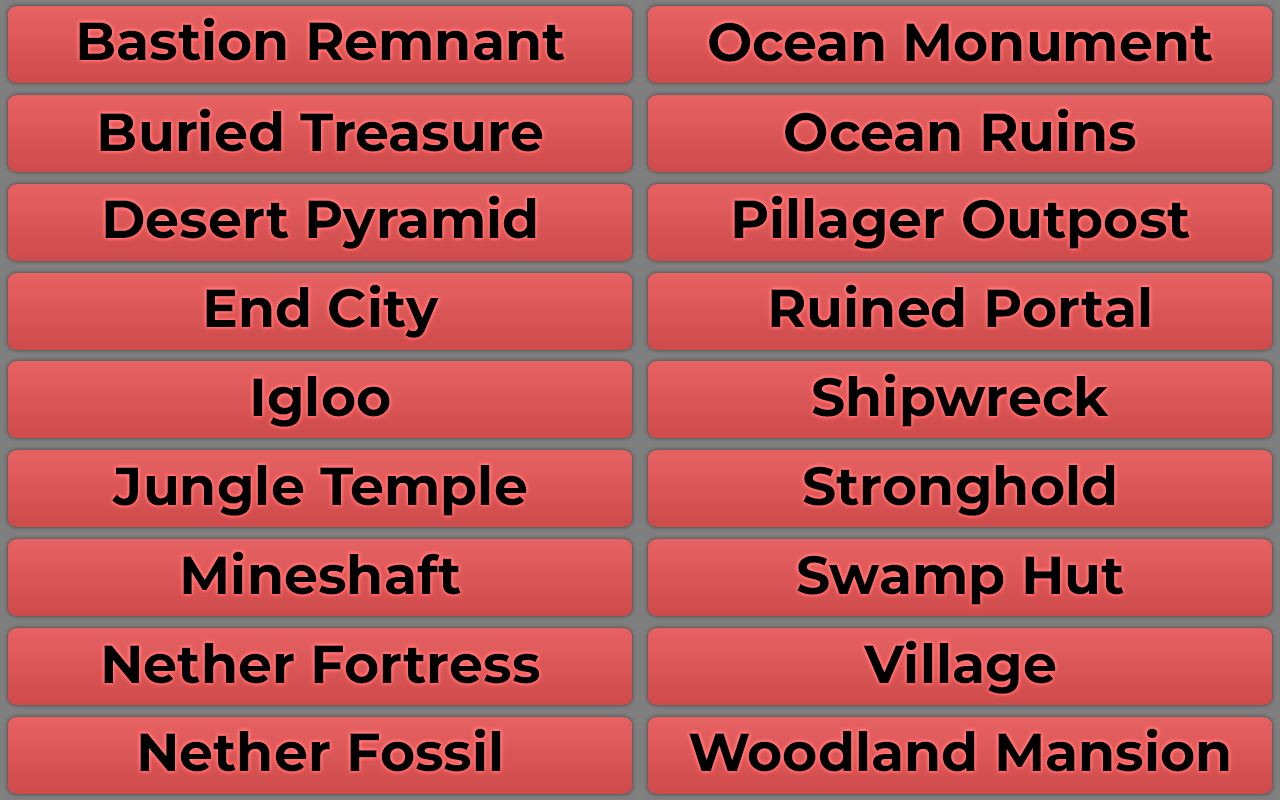 Bastion Remnant
Buried Treasure
Desert Pyramid
End City
Igloo
Jungle Temple
Mineshaft
Nether Fortress
Nether Fossil
Ocean Monument
Ocean Ruins
Pillager Outpost
Ruined Portal
Shipwreck
Stronghold
Swamp Hut
Village
Woodland Mansion